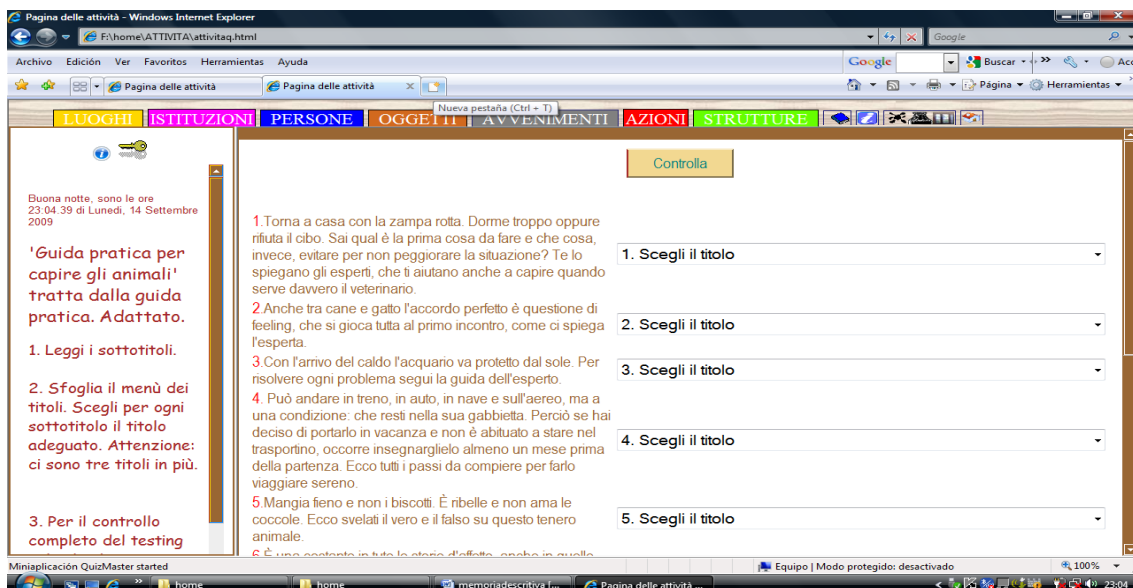 Pagina delle attività - Windows Internet Explorer
F:\home\ATTIVITA\attivitaq.html
Google
Archivo Edición Ver Favoritos Herramientas Ayuda
Google
Buscar
Pagina delle attività
Pagina delle attività
Página
Herramientas
Nueva pestaña (Ctrl + T)
LUOGHI ISTITUZIONI PERSONE OGGETTI AVVENIMENTI AZIONI STRUTTURE
Buona notte, sono le ore
23:04.39 di Lunedi, 14 Settembre
2009
'Guida pratica per
capire gli animali'
tratta dalla guida
pratica. Adattato.
1. Leggi i sottotitoli.
2. Sfoglia il menù dei
titoli. Scegli per ogni
sottotitolo il titolo
adeguato. Attenzione:
ci sono tre titoli in più.
3. Per il controllo
completo del testing
Controlla
1.Torna a casa con la zampa rotta. Dorme troppo oppure
rifiuta il cibo. Sai qual è la prima cosa da fare e che cosa,
invece, evitare per non peggiorare la situazione? Te lo
spiegano gli esperti, che ti aiutano anche a capire quando
serve davvero il veterinario.
1. Scegli il titolo
2.Anche tra cane e gatto l'accordo perfetto è questione di
feeling, che si gioca tutta al primo incontro, come ci spiega
l'esperta.
2. Scegli il titolo
3.Con l'arrivo del caldo l'acquario va protetto dal sole. Per
risolvere ogni problema segui la guida dell'esperto.
3. Scegli il titolo
4. Può andare in treno, in auto, in nave e sull'aereo, ma a
una condizione: che resti nella sua gabbietta. Perciò se hai
deciso di portarlo in vacanza e non è abituato a stare nel
trasportino, occorre insegnarglielo almeno un mese prima
della partenza. Ecco tutti i passi da compiere per farlo
viaggiare sereno.
4. Scegli il titolo
5.Mangia fieno e non i biscotti. È ribelle e non ama le
coccole. Ecco svelati il vero e il falso su questo tenero
animale.
5. Scegli il titolo
Miniaplicación QuizMaster started
Equipo | Modo protegido: desactivado
100%
home
home
memoriadescritiva [...
Pagina delle attività ...
23:04